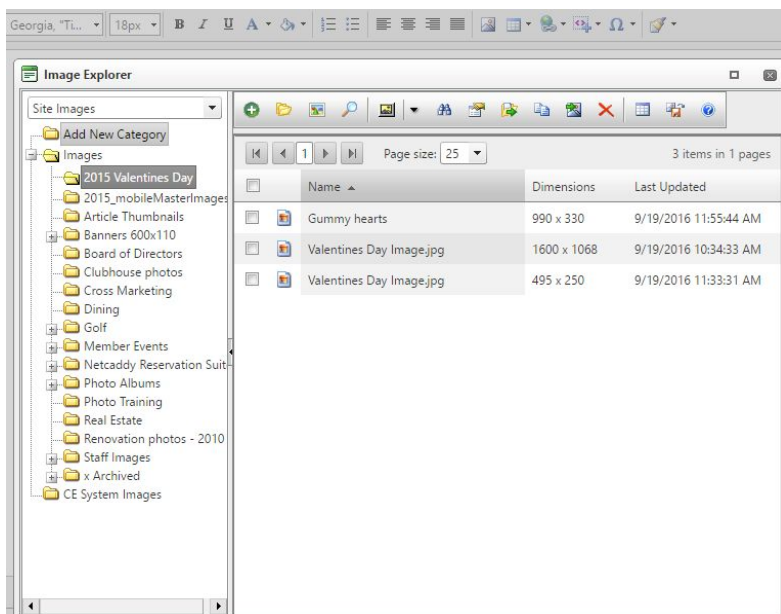 Georgia, "Ti... 18px B I U A Ω
Image Explorer
Site Images
Add New Category
Images
2015 Valentines Day
2015_mobileMasterImages
Article Thumbnails
Banners 600x110
Board of Directors
Clubhouse photos
Cross Marketing
Dining
Golf
Member Events
Netcaddy Reservation Suit
Photo Albums
Photo Training
Real Estate
Renovation photos - 2010
Staff Images
x Archived
CE System Images
1 Page size: 25 3 items in 1 pages
Name Dimensions Last Updated
Gummy hearts 990 x 330 9/19/2016 11:55:44 AM
Valentines Day Image.jpg 1600 x 1068 9/19/2016 10:34:33 AM
Valentines Day Image.jpg 495 x 250 9/19/2016 11:33:31 AM